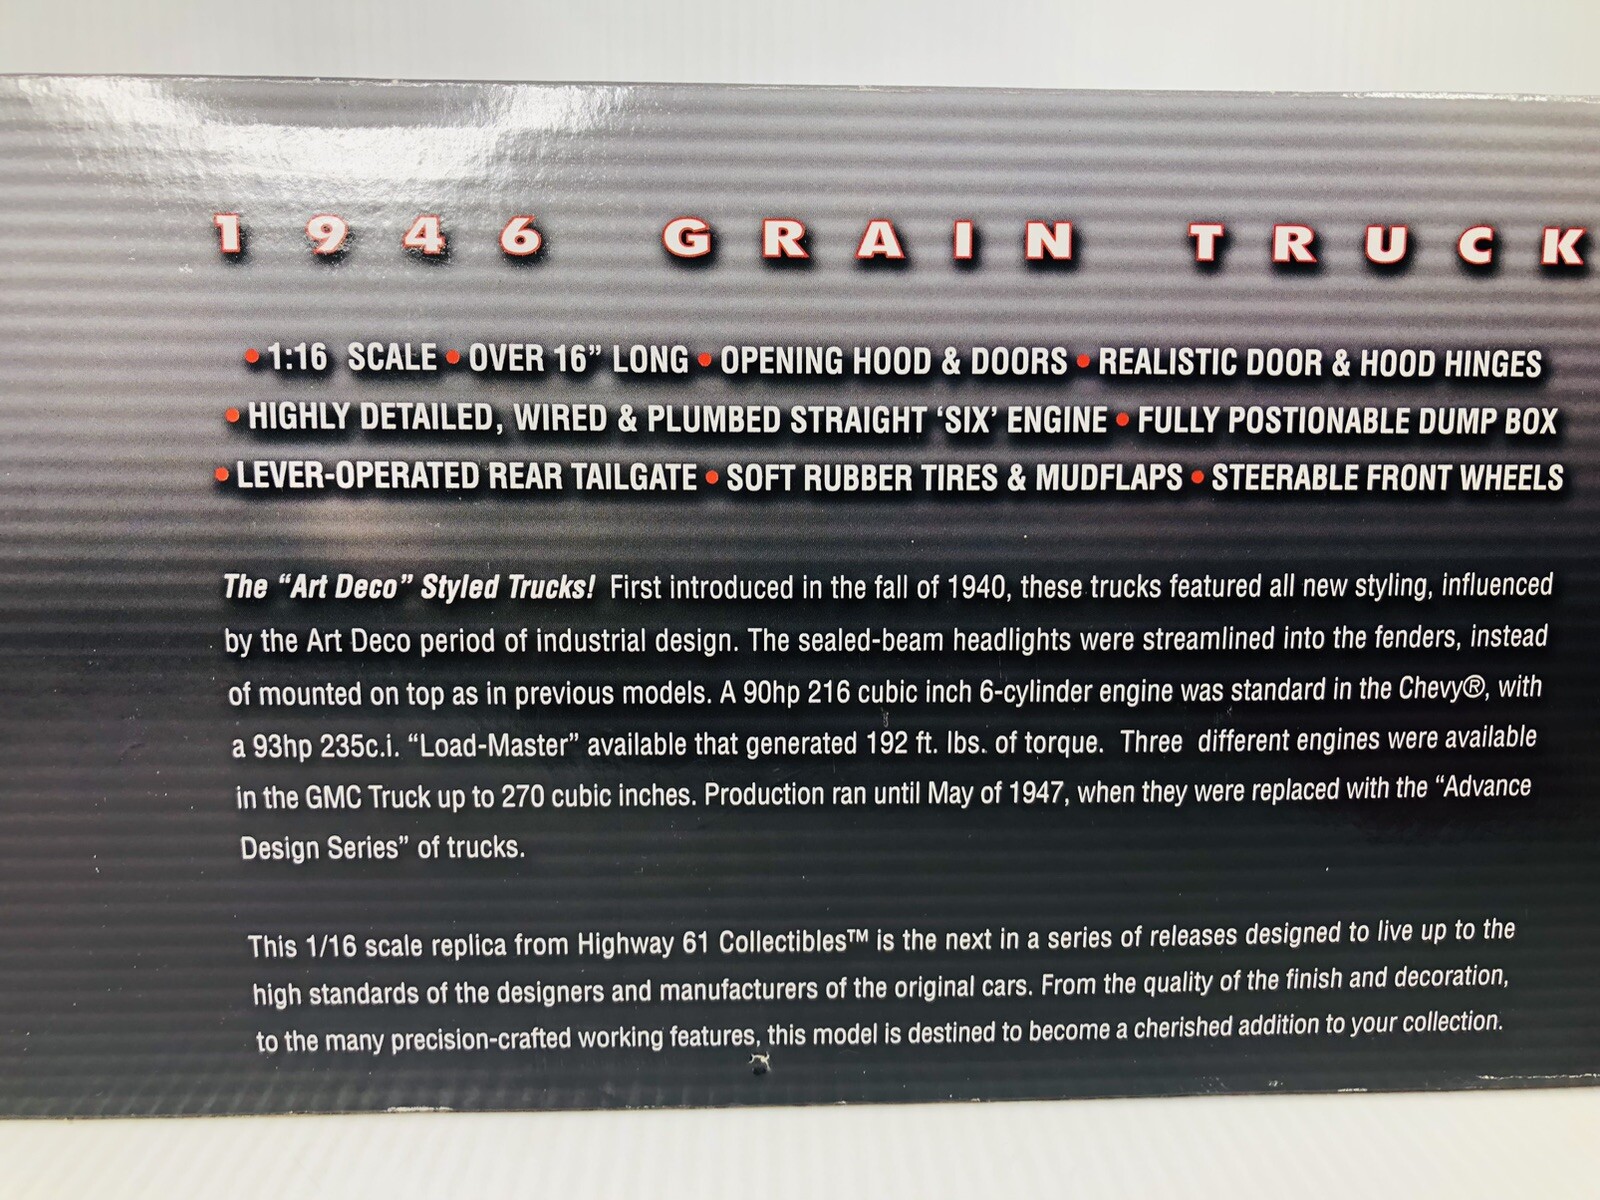 1946 GRAIN TRUCK
• 1:16 SCALE • OVER 16” LONG • OPENING HOOD & DOORS • REALISTIC DOOR & HOOD HINGES
• HIGHLY DETAILED, WIRED & PLUMBED STRAIGHT ‘SIX’ ENGINE • FULLY POSTIONABLE DUMP BOX
• LEVER-OPERATED REAR TAILGATE • SOFT RUBBER TIRES & MUDFLAPS • STEERABLE FRONT WHEELS
The “Art Deco” Styled Trucks! First introduced in the fall of 1940, these trucks featured all new styling, influenced
by the Art Deco period of industrial design. The sealed-beam headlights were streamlined into the fenders, instead
of mounted on top as in previous models. A 90hp 216 cubic inch 6-cylinder engine was standard in the Chevy®, with
a 93hp 235c.i. “Load-Master” available that generated 192 ft. lbs. of torque. Three different engines were available
in the GMC Truck up to 270 cubic inches. Production ran until May of 1947, when they were replaced with the “Advance
Design Series” of trucks.
This 1/16 scale replica from Highway 61 Collectibles™ is the next in a series of releases designed to live up to the
high standards of the designers and manufacturers of the original cars. From the quality of the finish and decoration,
to the many precision-crafted working features, this model is destined to become a cherished addition to your collection.